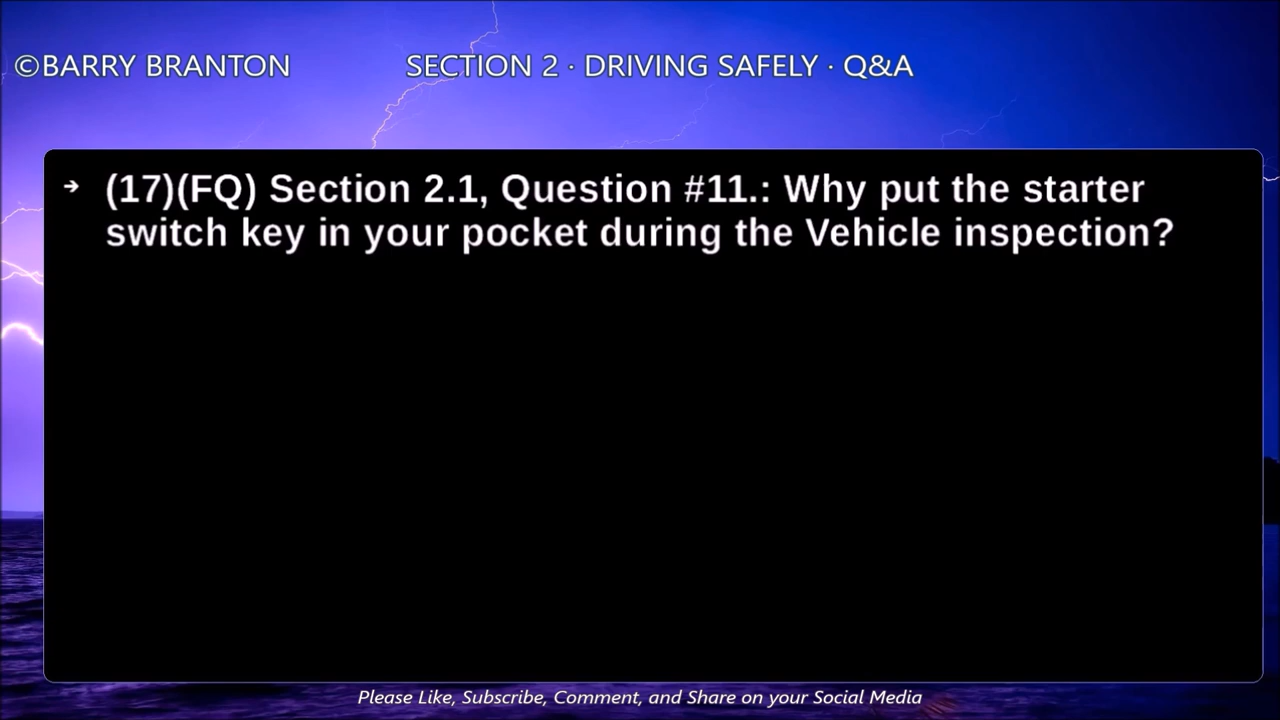 ©BARRY BRANTON
SECTION 2 · DRIVING SAFELY · Q&A
➔ (17)(FQ) Section 2.1, Question #11.: Why put the starter
switch key in your pocket during the Vehicle inspection?
Please Like, Subscribe, Comment, and Share on your Social Media